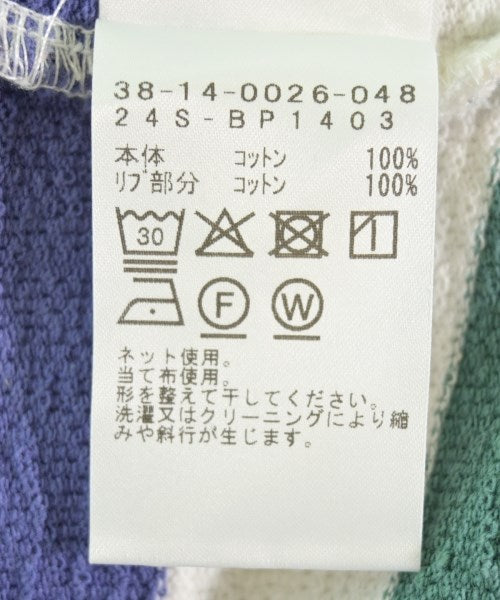 38-14-0026-048
24S-BP1403
本体 コットン 100%
リブ部分 コットン 100%
30
F W
ネット使用。
当て布使用。
形を整えて干してください。
洗濯又はクリーニングにより縮
みや斜行が生じます。